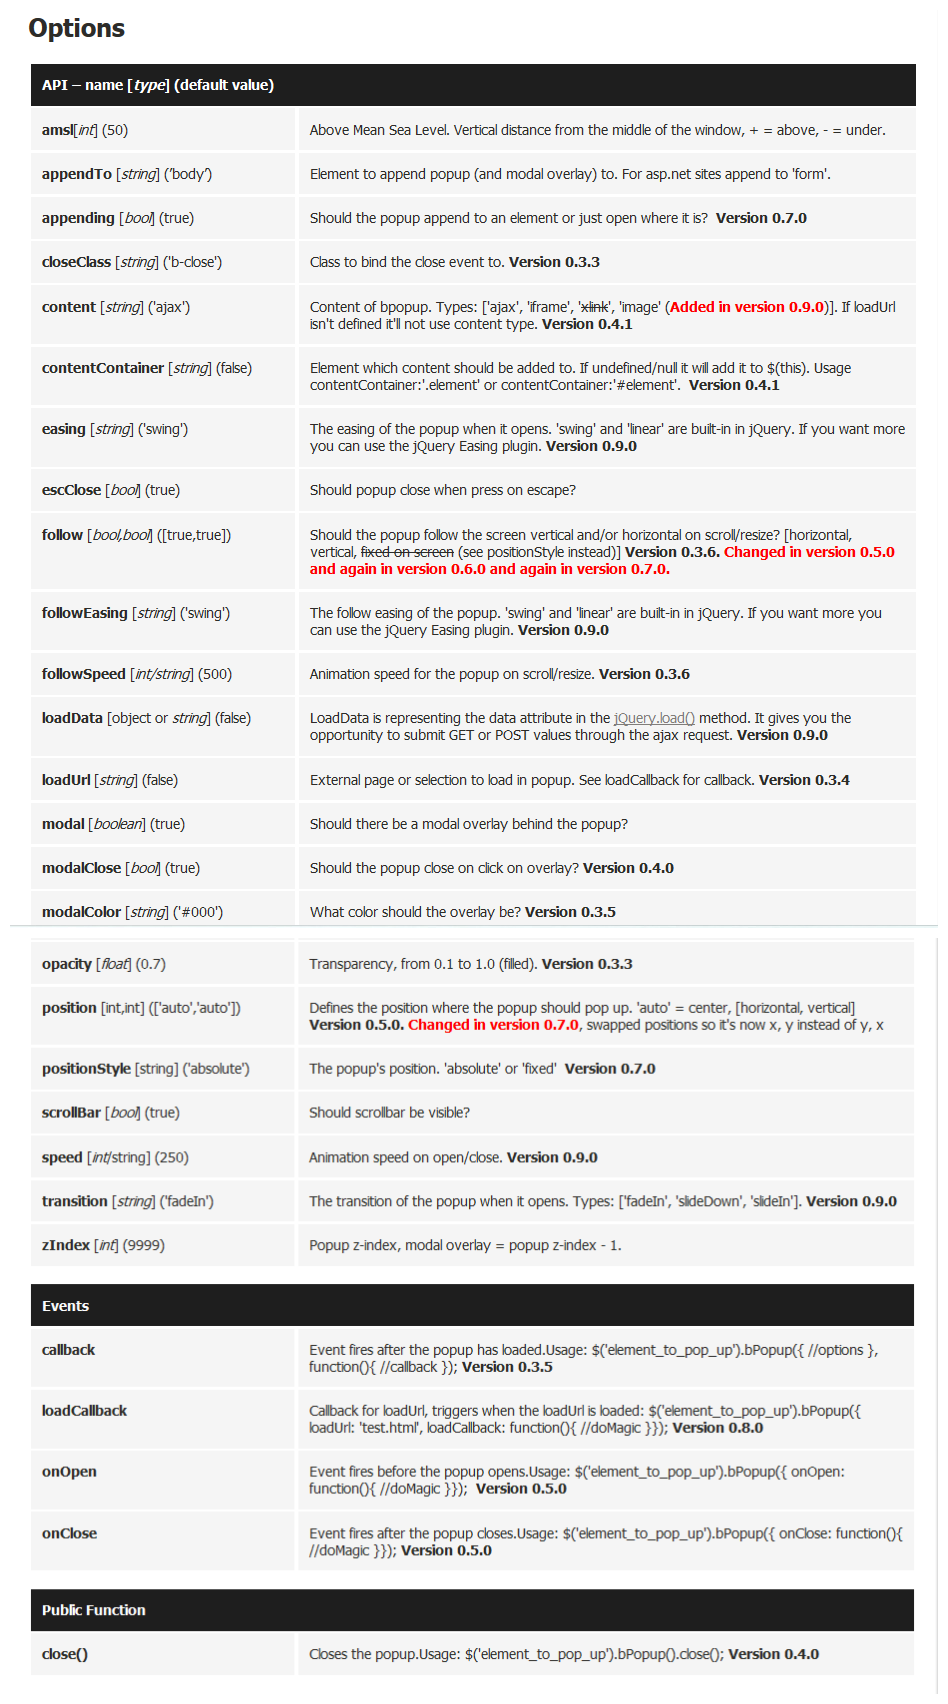 Options
API – name [type] (default value)
amsl[int] (50)
Above Mean Sea Level. Vertical distance from the middle of the window, + = above, - = under.
appendTo [string] ('body')
Element to append popup (and modal overlay) to. For asp.net sites append to 'form'.
appending [bool] (true)
Should the popup append to an element or just open where it is?  Version 0.7.0
closeClass [string] ('b-close')
Class to bind the close event to. Version 0.3.3
content [string] ('ajax')
Content of bpopup. Types: ['ajax', 'iframe', 'xlink', 'image' (Added in version 0.9.0)]. If loadUrl
isn't defined it'll not use content type. Version 0.4.1
contentContainer [string] (false)
Element which content should be added to. If undefined/null it will add it to $(this). Usage
contentContainer:'.element' or contentContainer:'#element'.  Version 0.4.1
easing [string] ('swing')
The easing of the popup when it opens. 'swing' and 'linear' are built-in in jQuery. If you want more
you can use the jQuery Easing plugin. Version 0.9.0
escClose [bool] (true)
Should popup close when press on escape?
follow [bool,bool] ([true,true])
Should the popup follow the screen vertical and/or horizontal on scroll/resize? [horizontal,
vertical, fixed on screen (see positionStyle instead)] Version 0.3.6. Changed in version 0.5.0
and again in version 0.6.0 and again in version 0.7.0.
followEasing [string] ('swing')
The follow easing of the popup. 'swing' and 'linear' are built-in in jQuery. If you want more you
can use the jQuery Easing plugin. Version 0.9.0
followSpeed [int/string] (500)
Animation speed for the popup on scroll/resize. Version 0.3.6
loadData [object or string] (false)
LoadData is representing the data attribute in the jQuery.load() method. It gives you the
opportunity to submit GET or POST values through the ajax request. Version 0.9.0
loadUrl [string] (false)
External page or selection to load in popup. See loadCallback for callback. Version 0.3.4
modal [boolean] (true)
Should there be a modal overlay behind the popup?
modalClose [bool] (true)
Should the popup close on click on overlay? Version 0.4.0
modalColor [string] ('#000')
What color should the overlay be? Version 0.3.5
opacity [float] (0.7)
Transparency, from 0.1 to 1.0 (filled). Version 0.3.3
position [int,int] (['auto','auto'])
Defines the position where the popup should pop up. 'auto' = center, [horizontal, vertical]
Version 0.5.0. Changed in version 0.7.0, swapped positions so it's now x, y instead of y, x
positionStyle [string] ('absolute')
The popup's position. 'absolute' or 'fixed'  Version 0.7.0
scrollBar [bool] (true)
Should scrollbar be visible?
speed [int/string] (250)
Animation speed on open/close. Version 0.9.0
transition [string] ('fadeIn')
The transition of the popup when it opens. Types: ['fadeIn', 'slideDown', 'slideIn']. Version 0.9.0
zIndex [int] (9999)
Popup z-index, modal overlay = popup z-index - 1.
Events
callback
Event fires after the popup has loaded.Usage: $('element_to_pop_up').bPopup({ //options },
function(){ //callback }); Version 0.3.5
loadCallback
Callback for loadUrl, triggers when the loadUrl is loaded: $('element_to_pop_up').bPopup({
loadUrl: 'test.html', loadCallback: function(){ //doMagic }}); Version 0.8.0
onOpen
Event fires before the popup opens.Usage: $('element_to_pop_up').bPopup({ onOpen:
function(){ //doMagic }});  Version 0.5.0
onClose
Event fires after the popup closes.Usage: $('element_to_pop_up').bPopup({ onClose: function(){
//doMagic }}); Version 0.5.0
Public Function
close()
Closes the popup.Usage: $('element_to_pop_up').bPopup().close(); Version 0.4.0